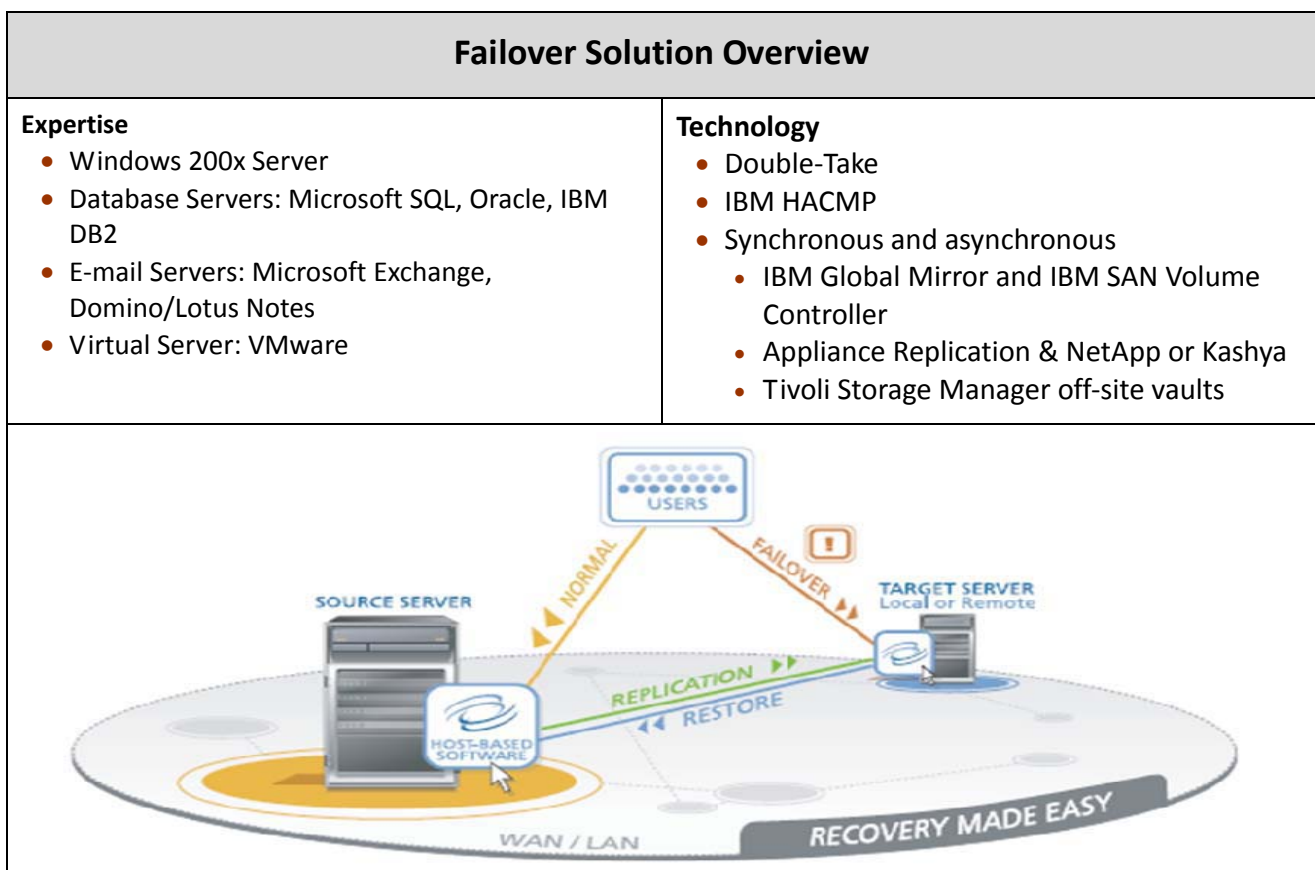 Failover Solution Overview
Expertise
• Windows 200x Server
• Database Servers: Microsoft SQL, Oracle, IBM
DB2
• E-mail Servers: Microsoft Exchange,
Domino/Lotus Notes
• Virtual Server: VMware
Technology
• Double-Take
• IBM HACMP
• Synchronous and asynchronous
• IBM Global Mirror and IBM SAN Volume
Controller
• Appliance Replication & NetApp or Kashya
• Tivoli Storage Manager off-site vaults
USERS
NORMAL
FAILOVER
!
SOURCE SERVER
TARGET SERVER
Local or Remote
REPLICATION
RESTORE
HOST-BASED
SOFTWARE
WAN / LAN
RECOVERY MADE EASY